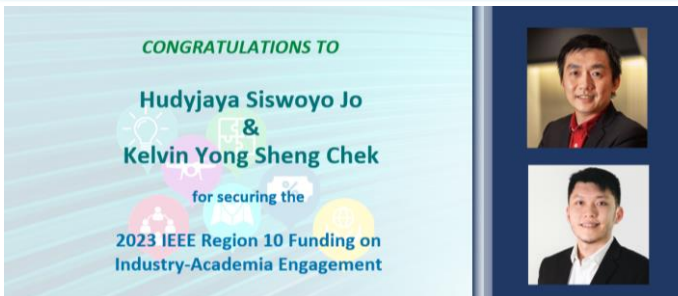 CONGRATULATIONS TO
Hudyjaya Siswoyo Jo
&
Kelvin Yong Sheng Chek
for securing the
2023 IEEE Region 10 Funding on
Industry-Academia Engagement